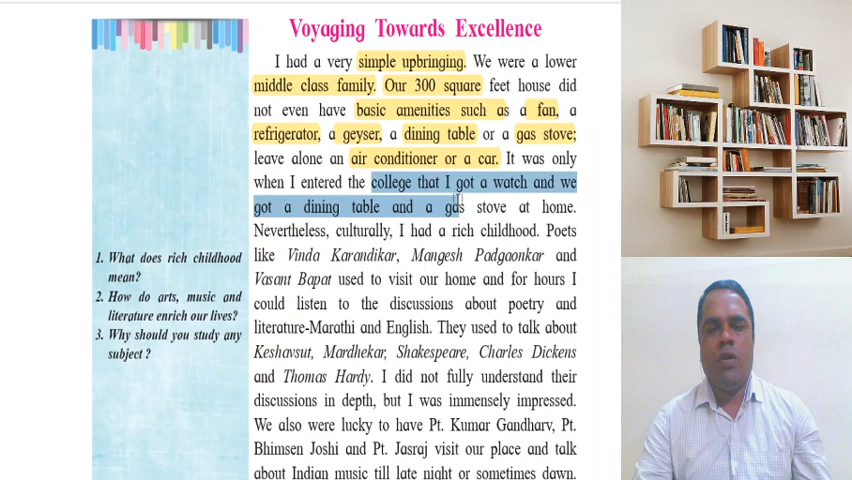 Voyaging Towards Excellence
I had a very simple upbringing. We were a lower
middle class family. Our 300 square feet house did
not even have basic amenities such as a fan, a
refrigerator, a geyser, a dining table or a gas stove;
leave alone an air conditioner or a car. It was only
when I entered the college that I got a watch and we
got a dining table and a gas stove at home.
Nevertheless, culturally, I had a rich childhood. Poets
like Vinda Karandikar, Mangesh Padgaonkar and
Vasant Bapat used to visit our home and for hours I
could listen to the discussions about poetry and
literature-Marathi and English. They used to talk about
Keshavsut, Mardhekar, Shakespeare, Charles Dickens
and Thomas Hardy. I did not fully understand their
discussions in depth, but I was immensely impressed.
We also were lucky to have Pt. Kumar Gandharv, Pt.
Bhimsen Joshi and Pt. Jasraj visit our place and talk
about Indian music till late night or sometimes dawn.
1. What does rich childhood
mean?
2. How do arts, music and
literature enrich our lives?
3. Why should you study any
subject ?